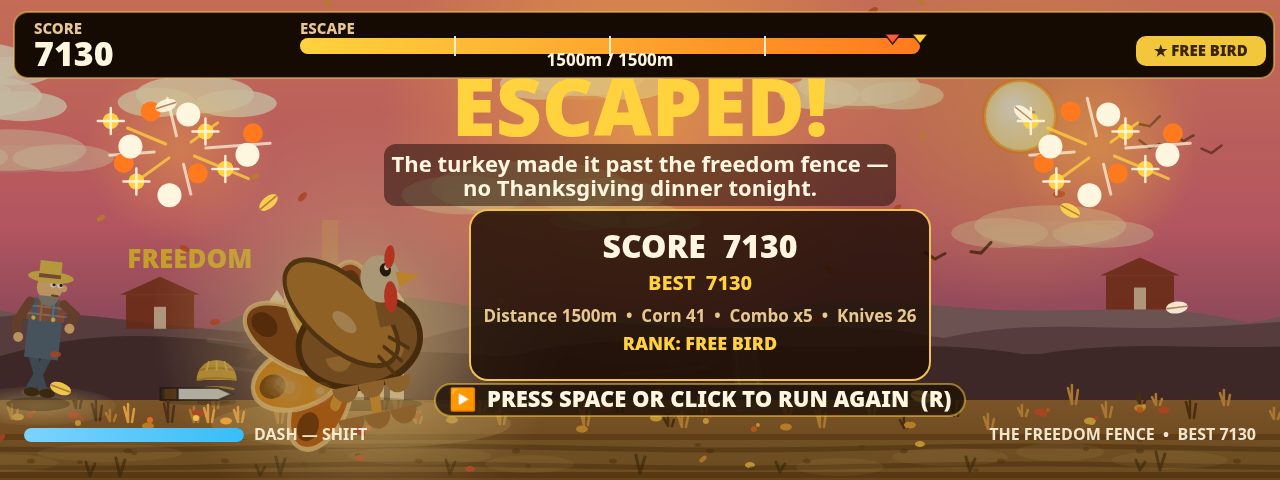 SCORE
7130
ESCAPE
1500m / 1500m
★ FREE BIRD
ESCAPED!
The turkey made it past the freedom fence —
no Thanksgiving dinner tonight.
FREEDOM
SCORE 7130
BEST 7130
Distance 1500m • Corn 41 • Combo x5 • Knives 26
RANK: FREE BIRD
▶️ PRESS SPACE OR CLICK TO RUN AGAIN (R)
DASH — SHIFT
THE FREEDOM FENCE • BEST 7130